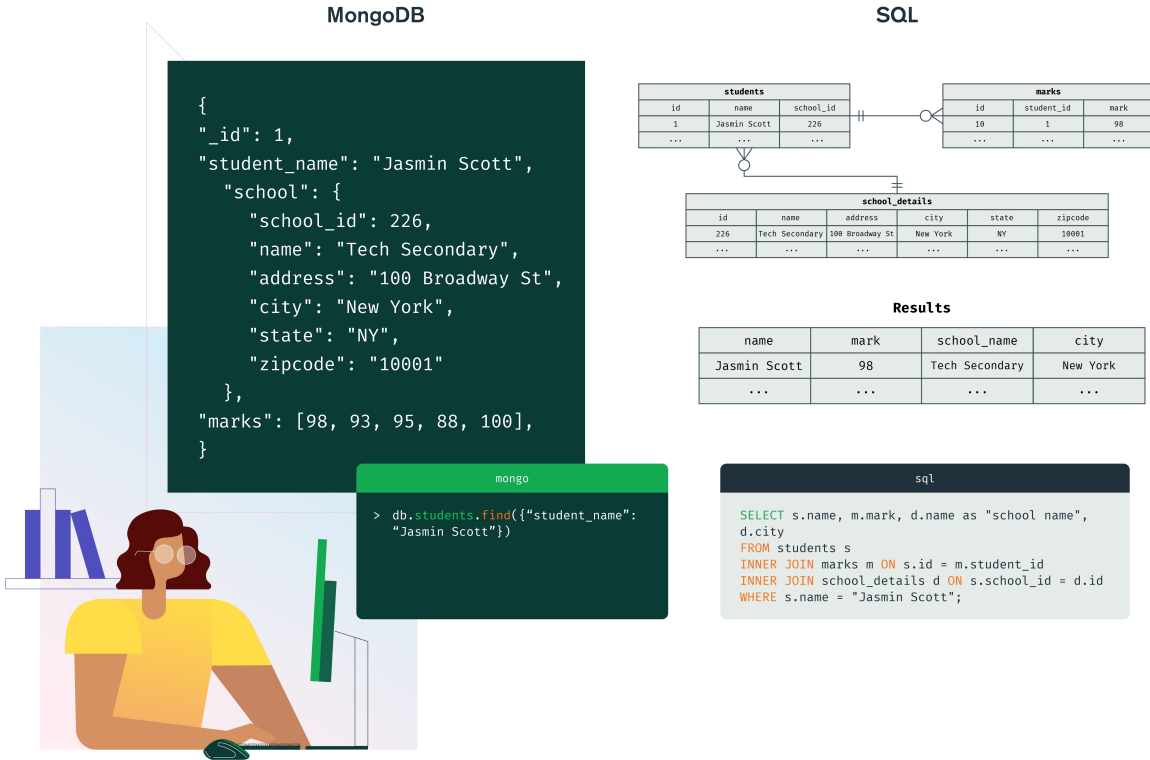 MongoDB
{
"_id": 1,
"student_name": "Jasmin Scott",
"school": {
"school_id": 226,
"name": "Tech Secondary",
"address": "100 Broadway St",
"city": "New York",
"state": "NY",
"zipcode": "10001"
},
"marks": [98, 93, 95, 88, 100],
}
mongo
> db.students.find({“student_name”:
“Jasmin Scott”})
SQL
students
id name school_id
1 Jasmin Scott 226
... ... ...
marks
id student_id mark
10 1 98
... ... ...
school_details
id name address city state zipcode
226 Tech Secondary 100 Broadway St New York NY 10001
... ... ... ... ... ...
Results
name mark school_name city
Jasmin Scott 98 Tech Secondary New York
... ... ... ...
sql
SELECT s.name, m.mark, d.name as "school name",
d.city
FROM students s
INNER JOIN marks m ON s.id = m.student_id
INNER JOIN school_details d ON s.school_id = d.id
WHERE s.name = "Jasmin Scott";